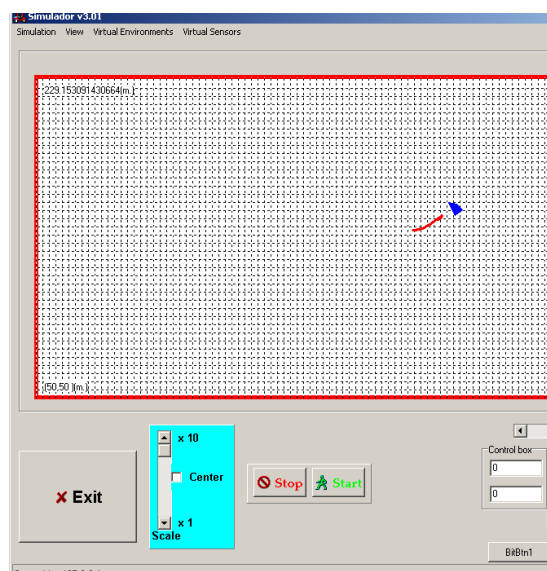 Simulador v3.01
Simulation View Virtual Environments Virtual Sensors
229.153091430664(m.)
(50,50 )(m.)
x 10
Center
x 1
Scale
Exit
Stop
Start
Control box
0
0
BitBtn1